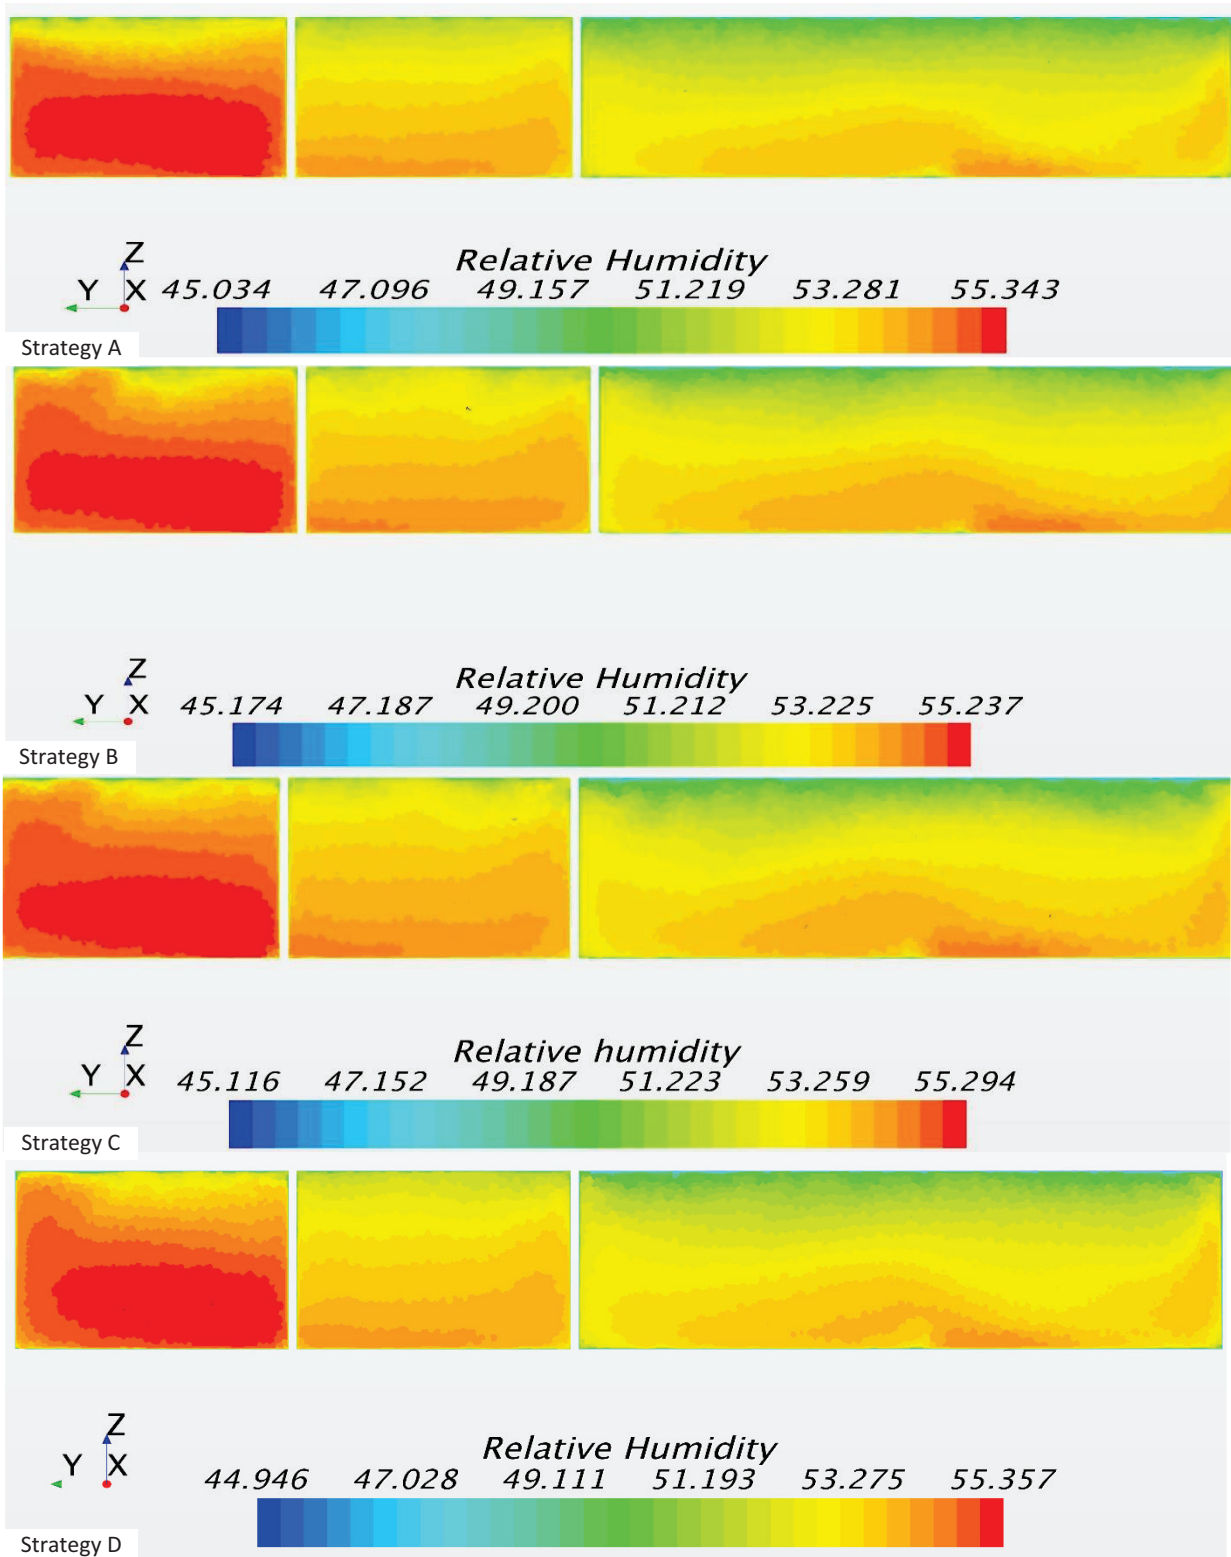 Z
Relative Humidity
Y X 45.034 47.096 49.157 51.219 53.281 55.343
Strategy A
Z
Relative Humidity
Y X 45.174 47.187 49.200 51.212 53.225 55.237
Strategy B
Z
Relative humidity
Y X 45.116 47.152 49.187 51.223 53.259 55.294
Strategy C
Z
Relative Humidity
Y X 44.946 47.028 49.111 51.193 53.275 55.357
Strategy D